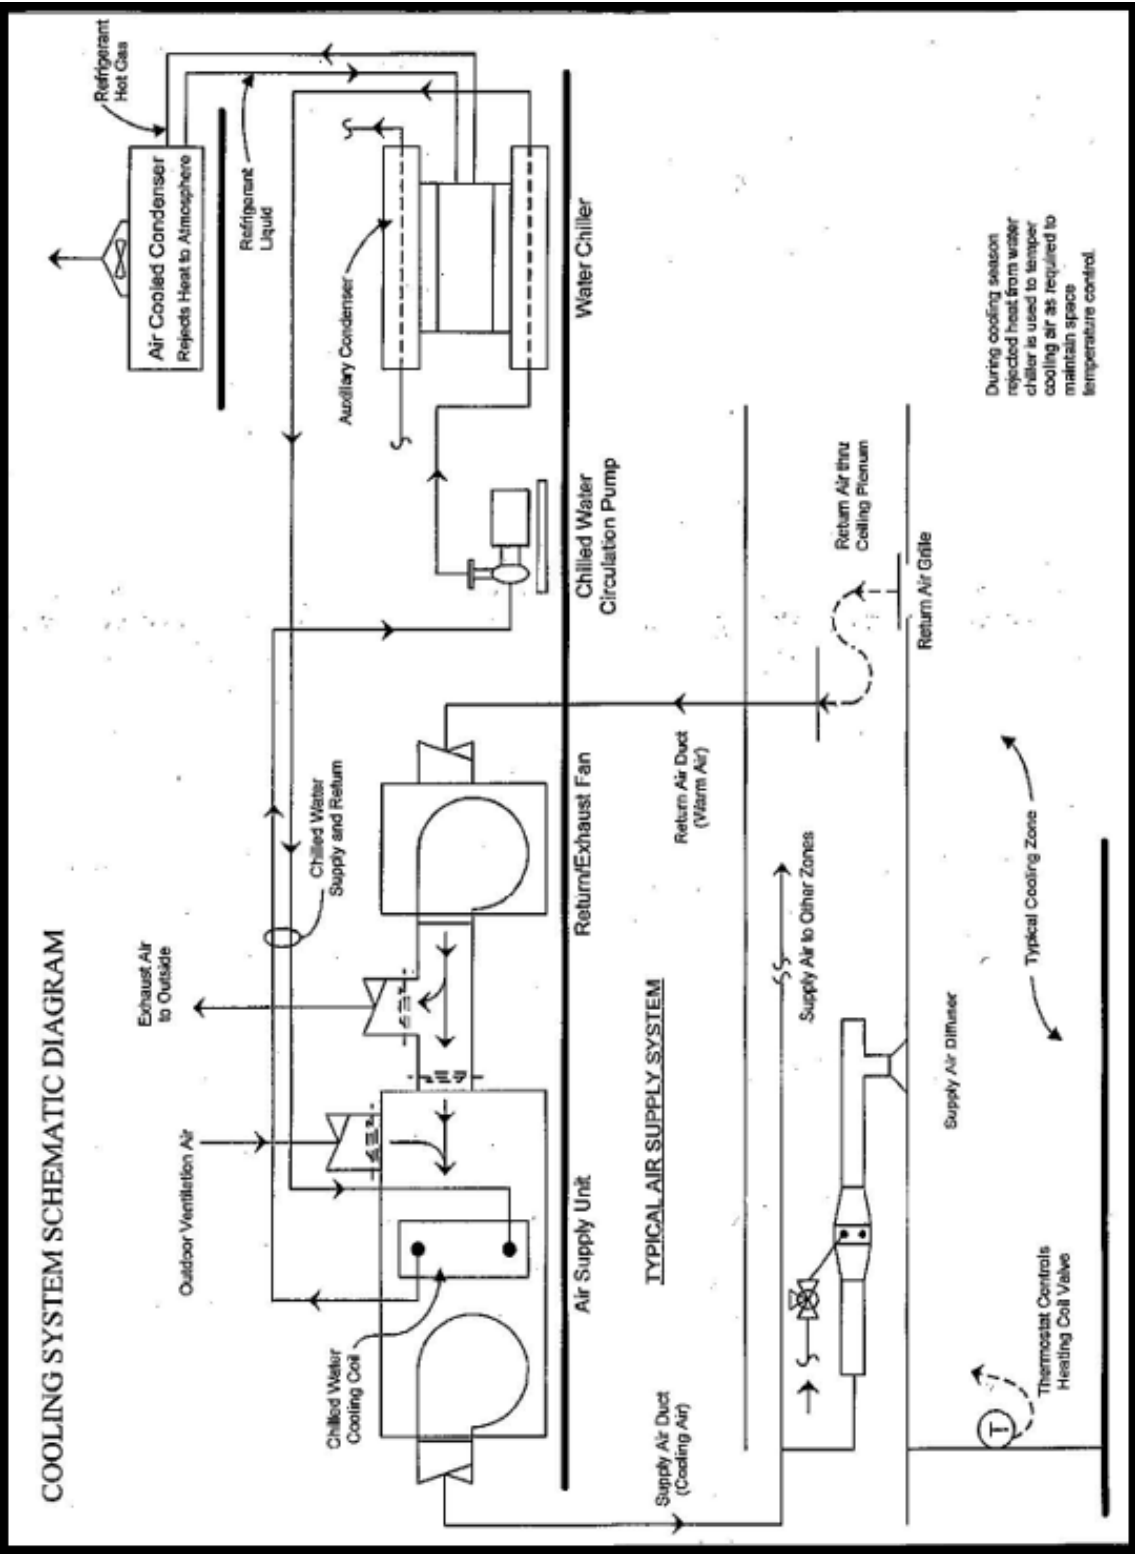 COOLING SYSTEM SCHEMATIC DIAGRAM
Refrigerant
Hot Gas
Air Cooled Condenser
Rejects Heat to Atmosphere
Refrigerant
Liquid
Exhaust Air
to Outside
Outdoor Ventilation Air
Chilled Water
Supply and Return
Auxiliary Condenser
Chilled Water
Cooling Coil
Air Supply Unit
Return/Exhaust Fan
Chilled Water
Circulation Pump
Water Chiller
TYPICAL AIR SUPPLY SYSTEM
Supply Air Duct
(Cooling Air)
Return Air Duct
(Warm Air)
Supply Air to Other Zones
Return Air thru
Ceiling Plenum
Return Air Grille
Supply Air Diffuser
Typical Cooling Zone
T
Thermostat Controls
Heating Coil Valve
During cooling season
rejected heat from water
chiller is used to temper
cooling air as required to
maintain space
temperature control.